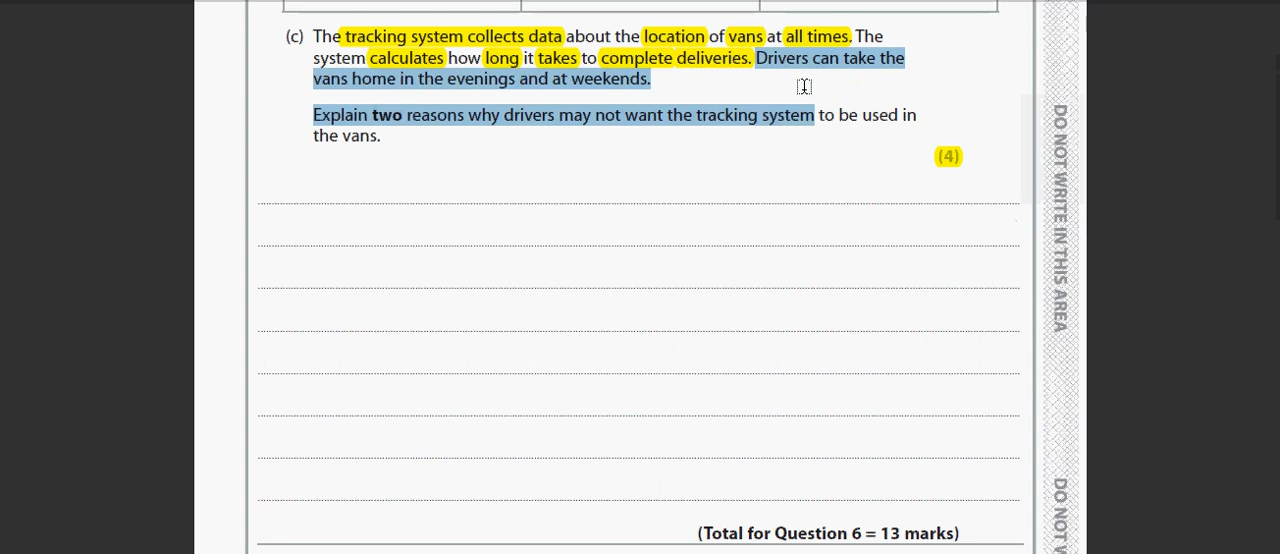 (c) The tracking system collects data about the location of vans at all times. The
system calculates how long it takes to complete deliveries. Drivers can take the
vans home in the evenings and at weekends.
Explain two reasons why drivers may not want the tracking system to be used in
the vans.
(4)
(Total for Question 6 = 13 marks)
DO NOT WRITE IN THIS AREA
DO NOT W